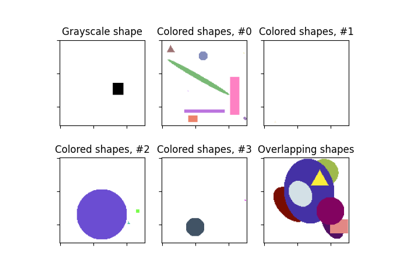 Grayscale shape
Colored shapes, #0
Colored shapes, #1
Colored shapes, #2
Colored shapes, #3
Overlapping shapes